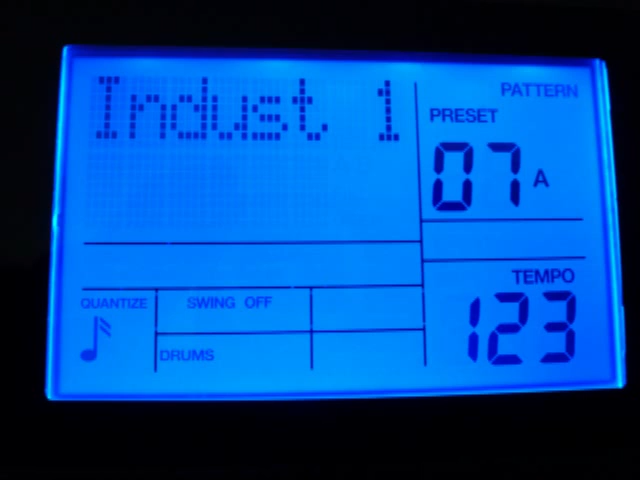 Indust 1
PATTERN
PRESET
07 A
TEMPO
123
QUANTIZE
SWING OFF
DRUMS